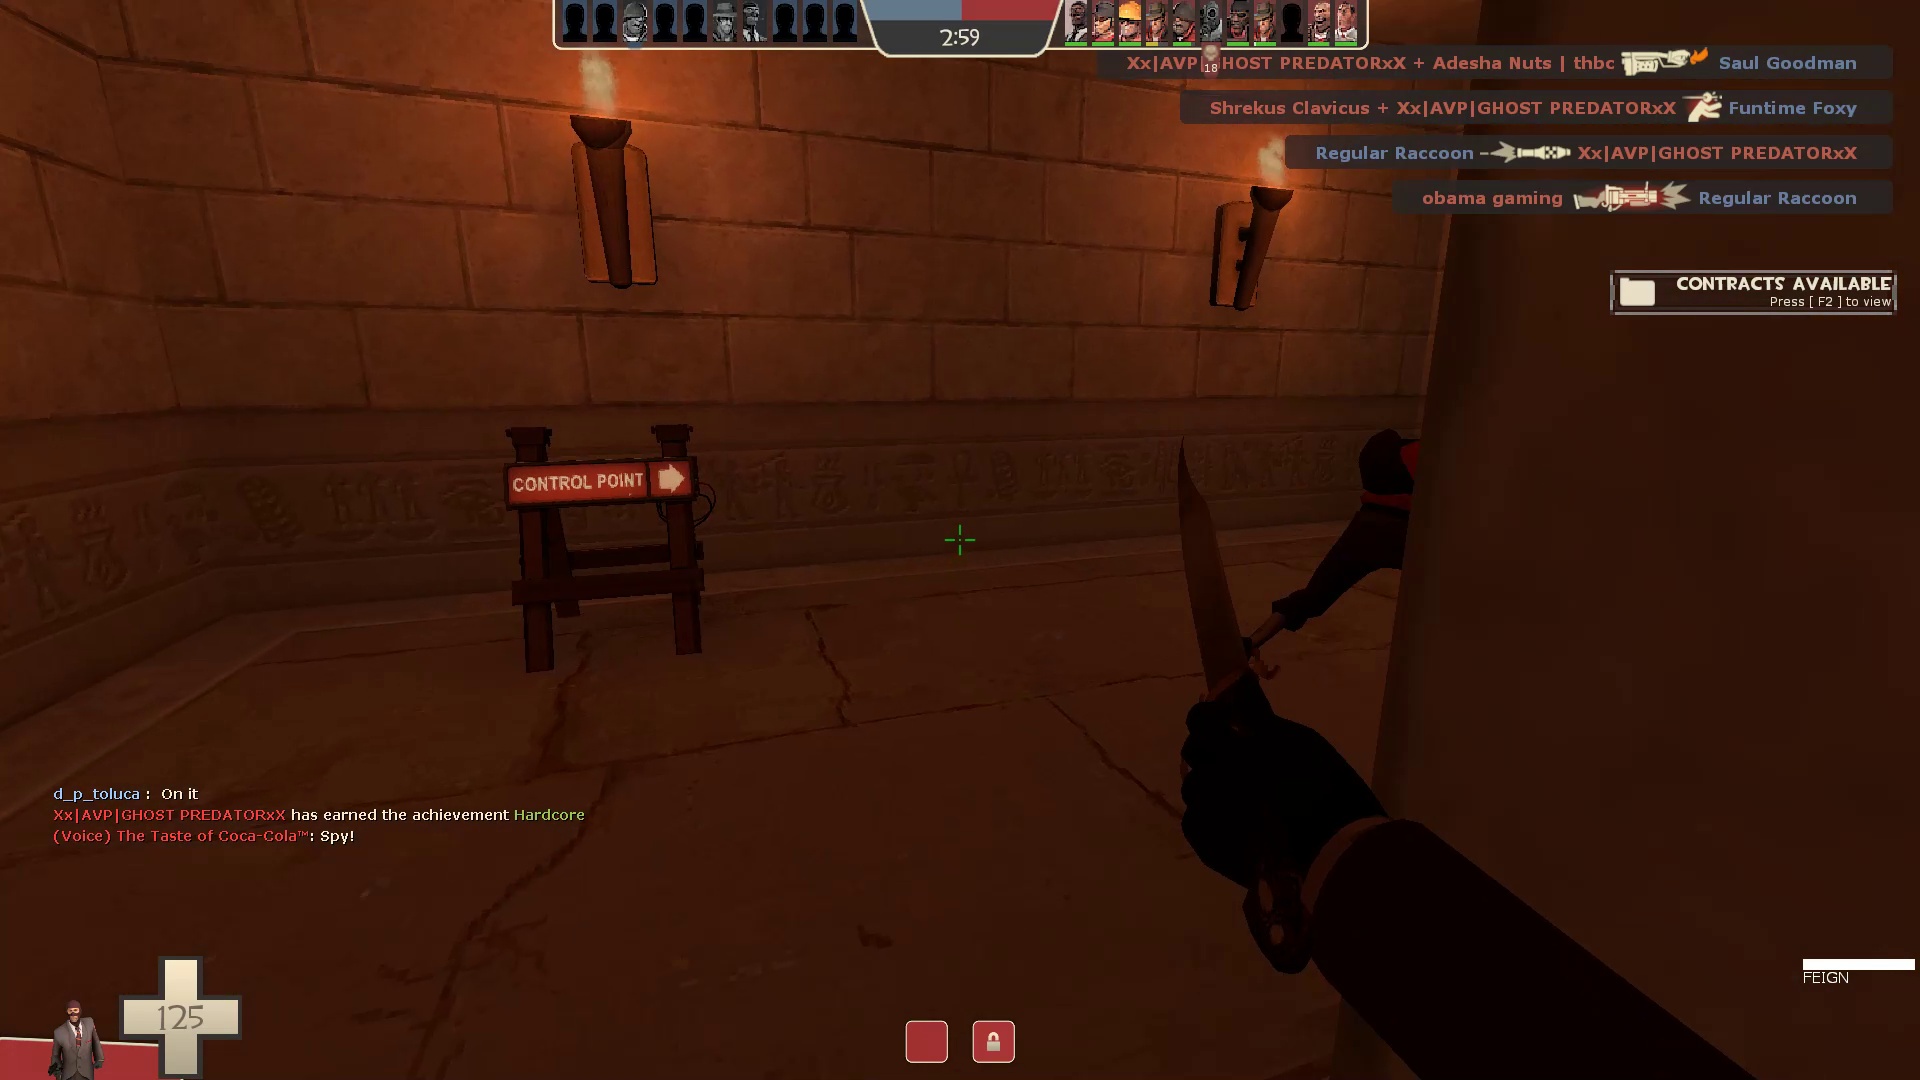 2:59
Xx|AVP|GHOST PREDATORxX + Adesha Nuts | thbc Saul Goodman
18
Shrekus Clavicus + Xx|AVP|GHOST PREDATORxX Funtime Foxy
Regular Raccoon Xx|AVP|GHOST PREDATORxX
obama gaming Regular Raccoon
CONTRACTS AVAILABLE
Press [ F2 ] to view
CONTROL POINT
d_p_toluca : On it
Xx|AVP|GHOST PREDATORxX has earned the achievement Hardcore
(Voice) The Taste of Coca-Cola™: Spy!
FEIGN
125